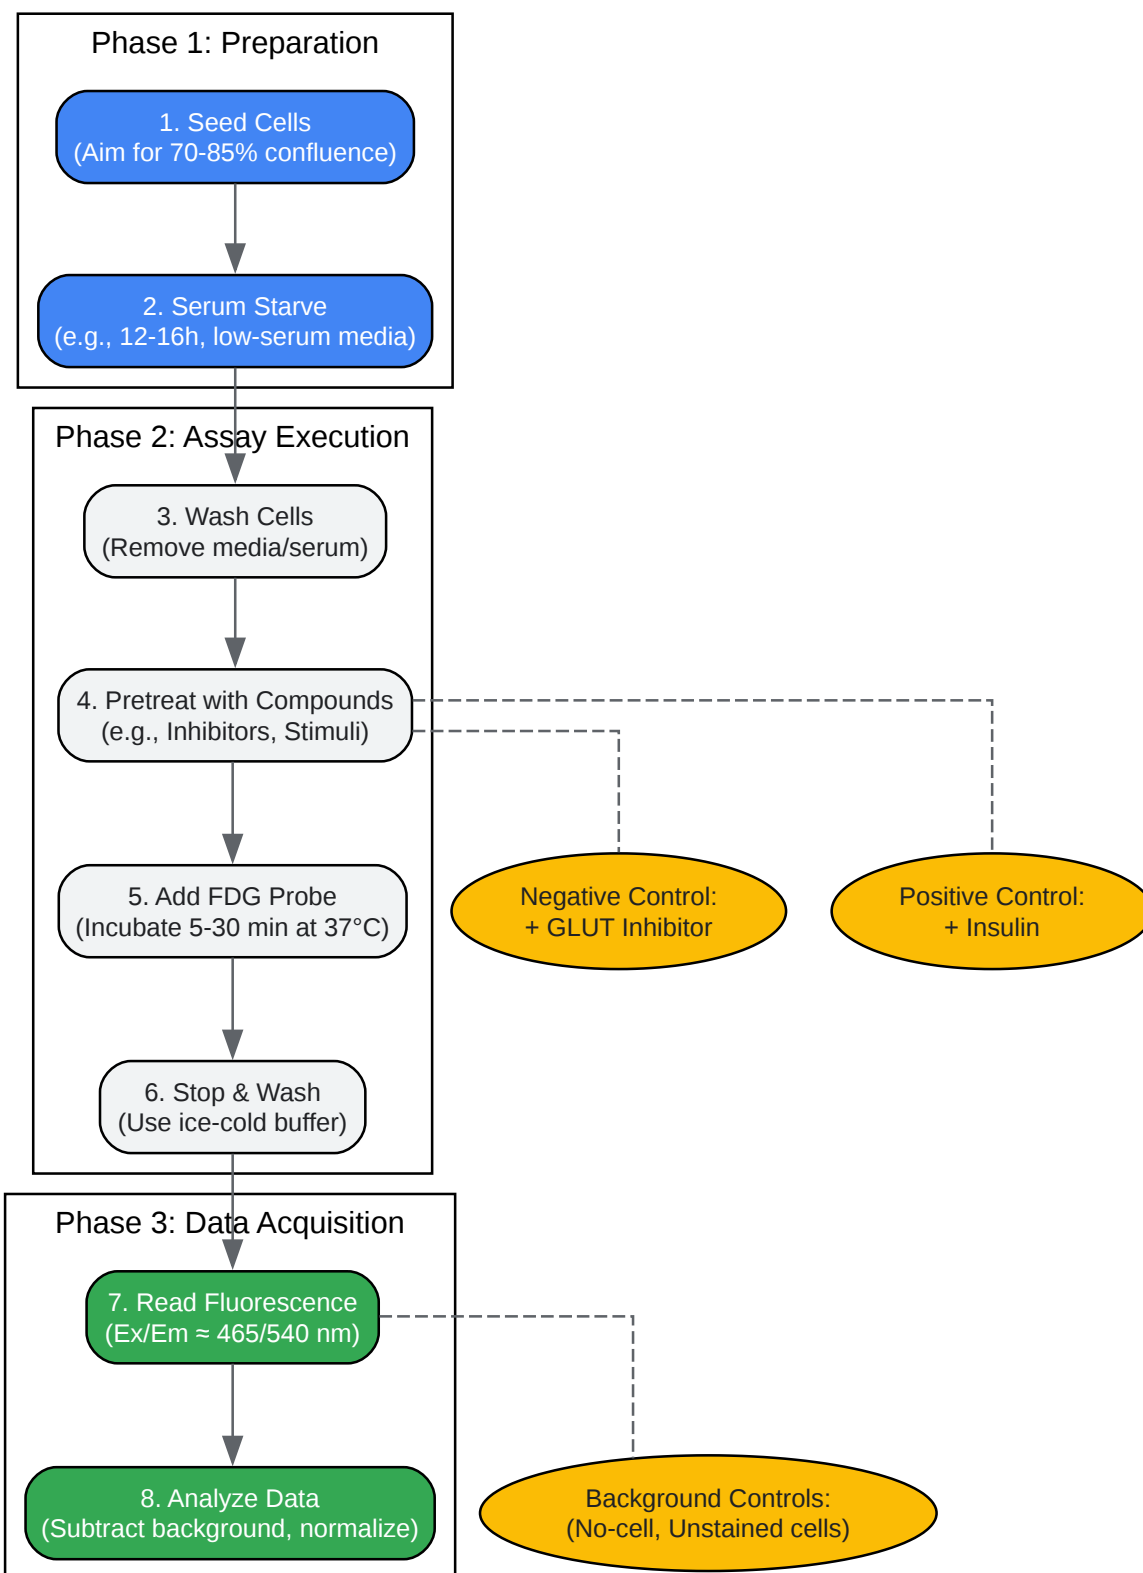 Phase 1: Preparation
1. Seed Cells
(Aim for 70-85% confluence)
2. Serum Starve
(e.g., 12-16h, low-serum media)
Phase 2: Assay Execution
3. Wash Cells
(Remove media/serum)
4. Pretreat with Compounds
(e.g., Inhibitors, Stimuli)
5. Add FDG Probe
(Incubate 5-30 min at 37°C)
Negative Control:
+ GLUT Inhibitor
Positive Control:
+ Insulin
6. Stop & Wash
(Use ice-cold buffer)
Phase 3: Data Acquisition
7. Read Fluorescence
(Ex/Em ≈ 465/540 nm)
8. Analyze Data
(Subtract background, normalize)
Background Controls:
(No-cell, Unstained cells)